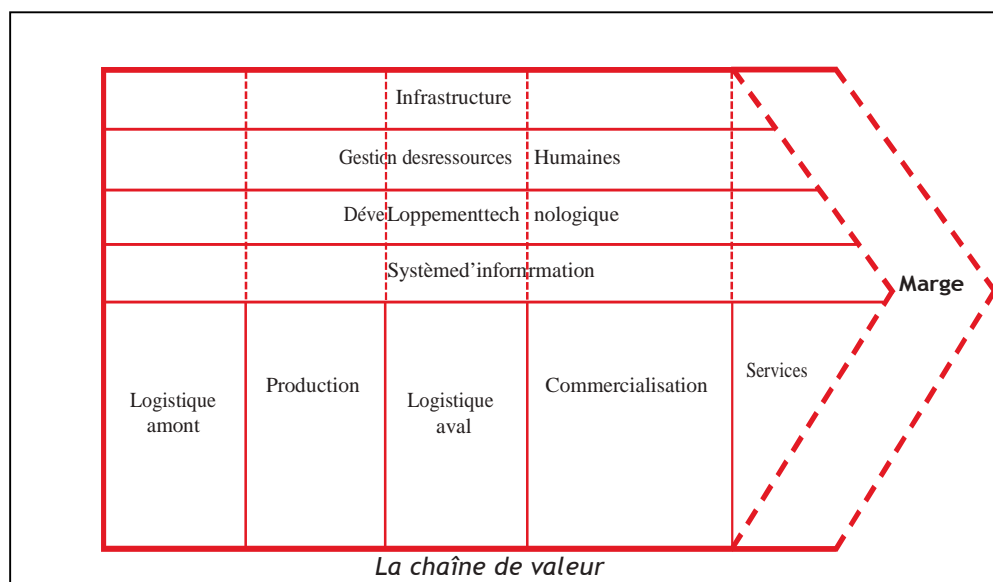 Infrastructure
Gestion desressources Humaines
DéveLoppementtech nologique
Systèmed'infornrmation
Marge
Logistique
amont
Production
Logistique
aval
Commercialisation
Services
La chaîne de valeur